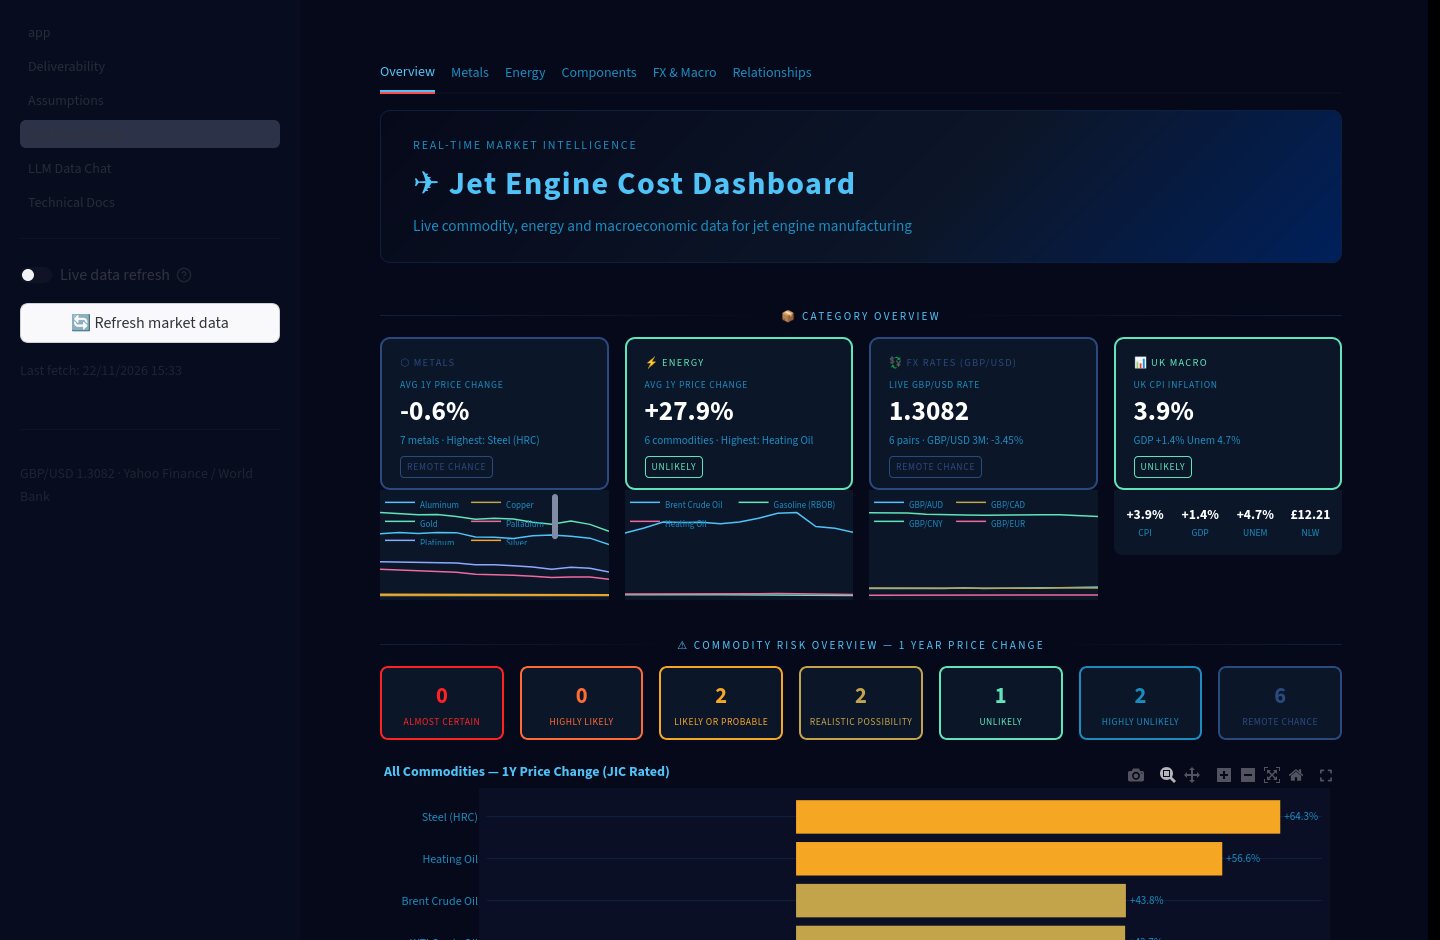 app
Deliverability
Assumptions
LLM Data Chat
Technical Docs
Live data refresh
Refresh market data
Last fetch: 22/11/2026 15:33
GBP/USD 1.3082 · Yahoo Finance / World
Bank
Overview Metals Energy Components FX & Macro Relationships
REAL-TIME MARKET INTELLIGENCE
✈ Jet Engine Cost Dashboard
Live commodity, energy and macroeconomic data for jet engine manufacturing
📦 CATEGORY OVERVIEW
⬡ METALS
AVG 1Y PRICE CHANGE
-0.6%
7 metals · Highest: Steel (HRC)
REMOTE CHANCE
Aluminum Copper
Gold Palladium
Platinum Silver
⚡ ENERGY
AVG 1Y PRICE CHANGE
+27.9%
6 commodities · Highest: Heating Oil
UNLIKELY
Brent Crude Oil Gasoline (RBOB)
Heating Oil
💱 FX RATES (GBP/USD)
LIVE GBP/USD RATE
1.3082
6 pairs · GBP/USD 3M: -3.45%
REMOTE CHANCE
GBP/AUD GBP/CAD
GBP/CNY GBP/EUR
📊 UK MACRO
UK CPI INFLATION
3.9%
GDP +1.4% Unem 4.7%
UNLIKELY
+3.9% +1.4% +4.7% £12.21
CPI GDP UNEM NLW
⚠ COMMODITY RISK OVERVIEW — 1 YEAR PRICE CHANGE
0
ALMOST CERTAIN
0
HIGHLY LIKELY
2
LIKELY OR PROBABLE
2
REALISTIC POSSIBILITY
1
UNLIKELY
2
HIGHLY UNLIKELY
6
REMOTE CHANCE
All Commodities — 1Y Price Change (JIC Rated)
Steel (HRC) +64.3%
Heating Oil +56.6%
Brent Crude Oil +43.8%